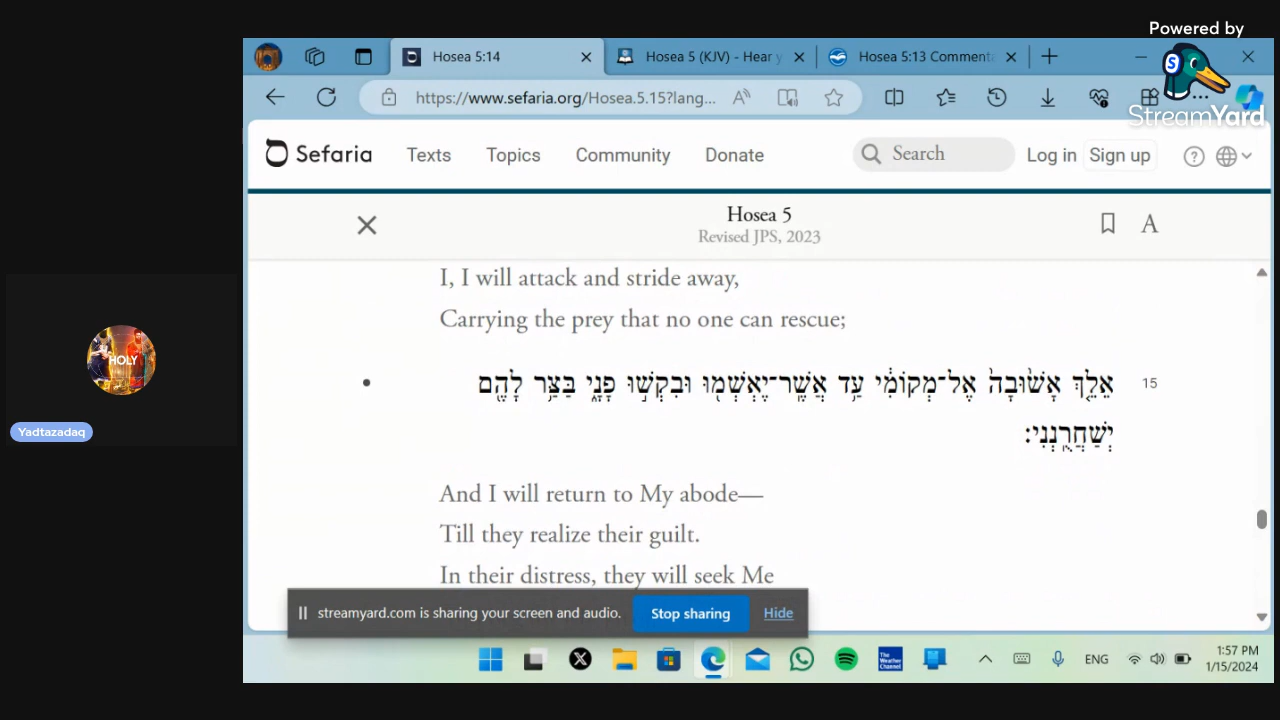 Powered by
StreamYard
Hosea 5:14
Hosea 5 (KJV) - Hear y
Hosea 5:13 Comment
https://www.sefaria.org/Hosea.5.15?lang...
Sefaria
Texts
Topics
Community
Donate
Search
Log in
Sign up
Hosea 5
Revised JPS, 2023
A
I, I will attack and stride away,
Carrying the prey that no one can rescue;
אֵלֵ֤ךְ אָשׁ֙וּבָה֙ אֶל־מְקוֹמִ֔י עַ֥ד אֲשֶֽׁר־יֶאְשְׁמ֖וּ וּבִקְשׁ֣וּ פָנָ֑י בַּצַּ֥ר לָהֶ֖ם
15
יְשַׁחֲרֻֽנְנִי׃
And I will return to My abode—
Till they realize their guilt.
In their distress, they will seek Me
streamyard.com is sharing your screen and audio.
Stop sharing
Hide
HOLY
Yadtazadaq
The Weather Channel
ENG
1:57 PM
1/15/2024